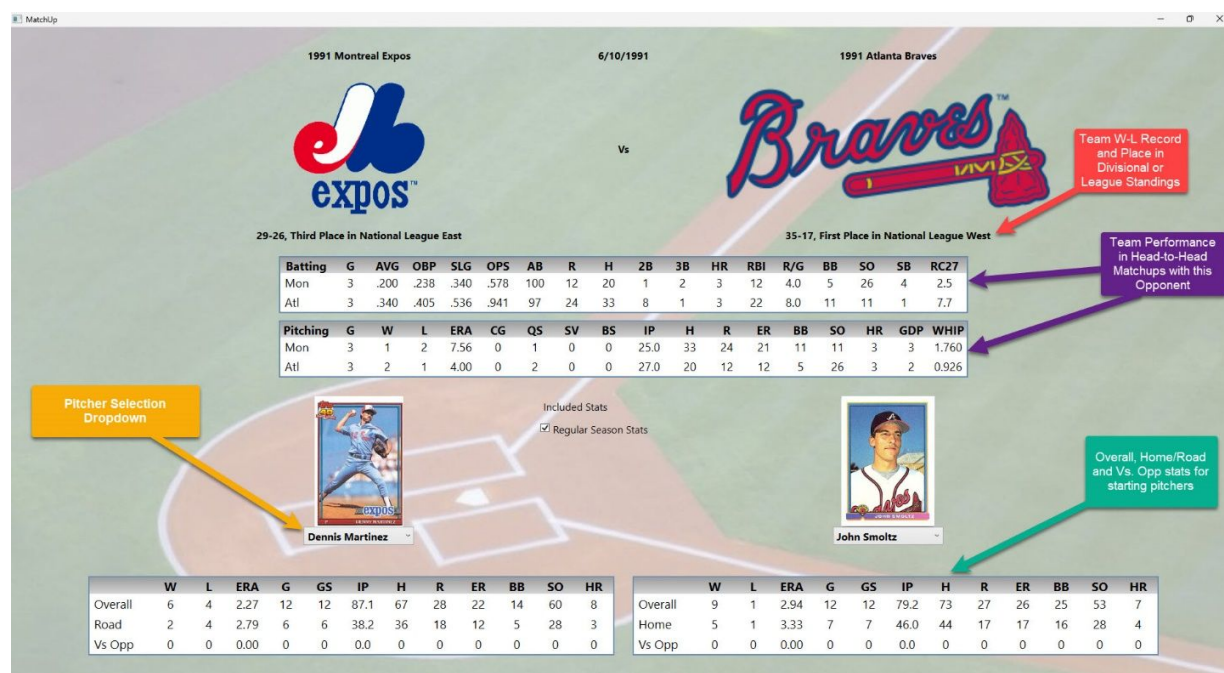 MatchUp
1991 Montreal Expos 6/10/1991 1991 Atlanta Braves
expos™
Vs
Braves™
Team W-L Record
and Place in
Divisional or
League Standings
29-26, Third Place in National League East 35-17, First Place in National League West
Team Performance
in Head-to-Head
Matchups with this
Opponent
Batting G AVG OBP SLG OPS AB R H 2B 3B HR RBI R/G BB SO SB RC27
Mon 3 .200 .238 .340 .578 100 12 20 1 2 3 12 4.0 5 26 4 2.5
Atl 3 .340 .405 .536 .941 97 24 33 8 1 3 22 8.0 11 11 1 7.7
Pitching G W L ERA CG QS SV BS IP H R ER BB SO HR GDP WHIP
Mon 3 1 2 7.56 0 1 0 0 25.0 33 24 21 11 11 3 3 1.760
Atl 3 2 1 4.00 0 2 0 0 27.0 20 12 12 5 26 3 2 0.926
Pitcher Selection
Dropdown
Included Stats
Regular Season Stats
expos
DENNIS MARTINEZ
JOHN SMOLTZ
Overall, Home/Road
and Vs. Opp stats for
starting pitchers
Dennis Martinez John Smoltz
W L ERA G GS IP H R ER BB SO HR
Overall 6 4 2.27 12 12 87.1 67 28 22 14 60 8
Road 2 4 2.79 6 6 38.2 36 18 12 5 28 3
Vs Opp 0 0 0.00 0 0 0.0 0 0 0 0 0 0
W L ERA G GS IP H R ER BB SO HR
Overall 9 1 2.94 12 12 79.2 73 27 26 25 53 7
Home 5 1 3.33 7 7 46.0 44 17 17 16 28 4
Vs Opp 0 0 0.00 0 0 0.0 0 0 0 0 0 0